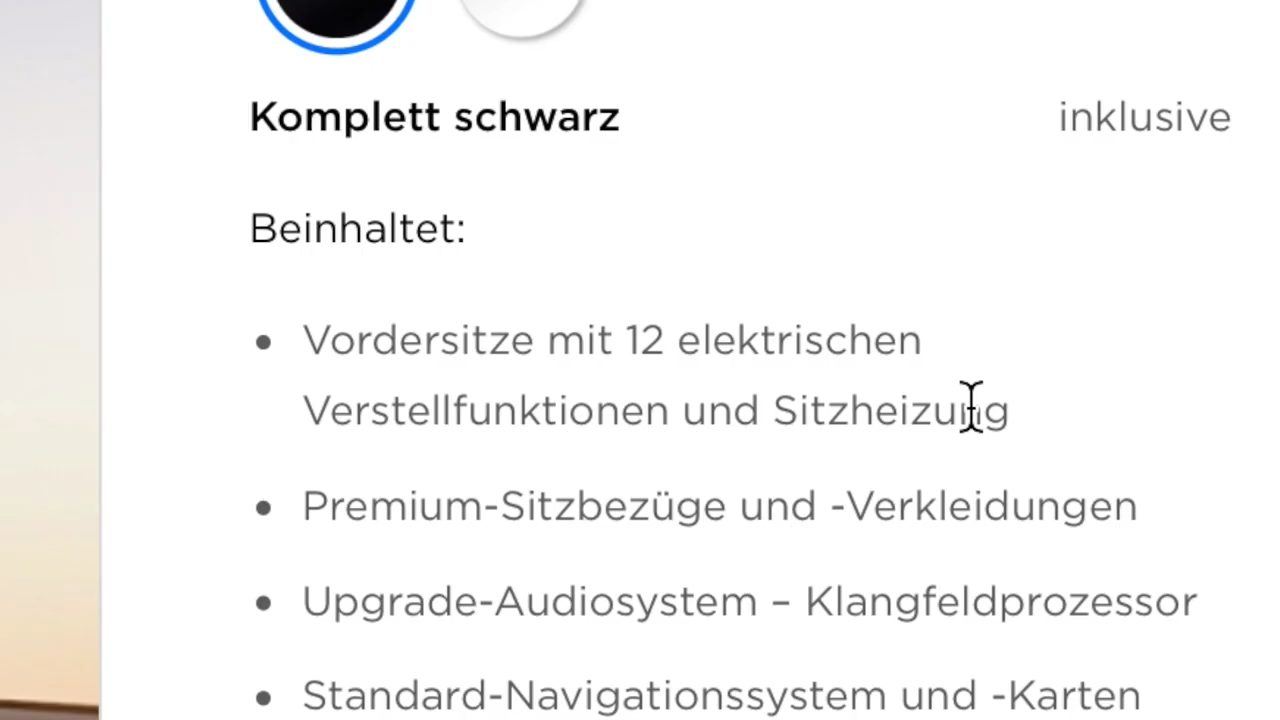 Komplett schwarz inklusive
Beinhaltet:
• Vordersitze mit 12 elektrischen
Verstellfunktionen und Sitzheizung
• Premium-Sitzbezüge und -Verkleidungen
• Upgrade-Audiosystem – Klangfeldprozessor
• Standard-Navigationssystem und -Karten